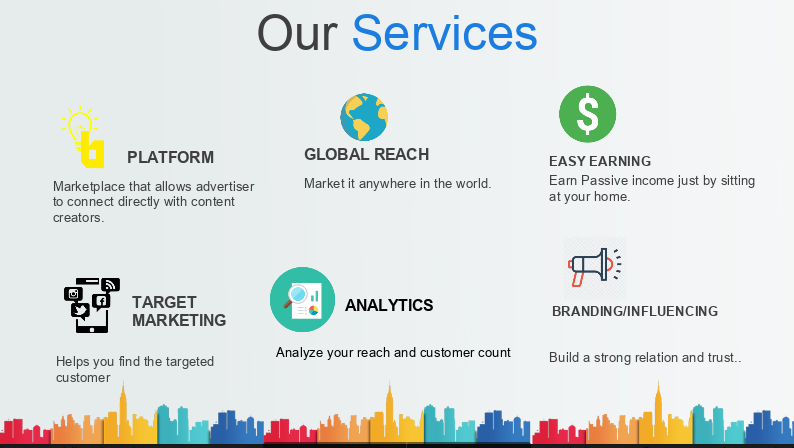 Our Services
PLATFORM
Marketplace that allows advertiser
to connect directly with content
creators.
GLOBAL REACH
Market it anywhere in the world.
EASY EARNING
Earn Passive income just by sitting
at your home.
TARGET
MARKETING
Helps you find the targeted
customer
ANALYTICS
Analyze your reach and customer count
BRANDING/INFLUENCING
Build a strong relation and trust..